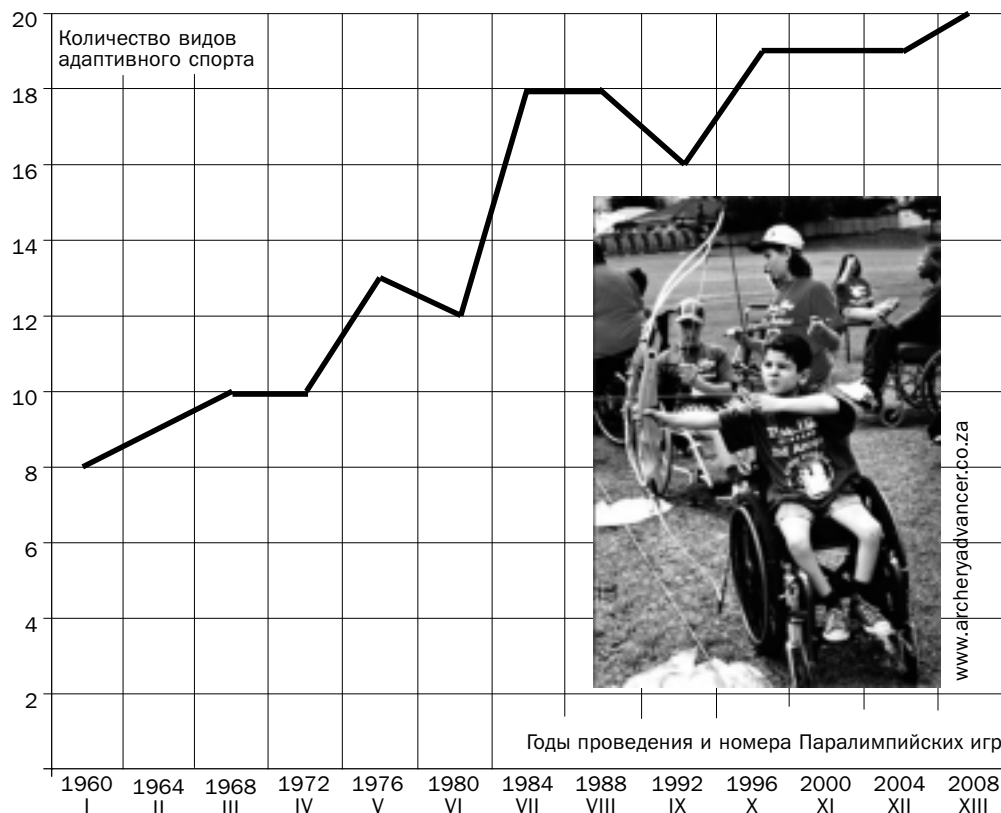 20
Количество видов
адаптивного спорта
18
16
14
12
10
8
6
4
2
www.archeryadvancer.co.za
Годы проведения и номера Паралимпийских игр
1960 1964 1968 1972 1976 1980 1984 1988 1992 1996 2000 2004 2008
I II III IV V VI VII VIII IX X XI XII XIII